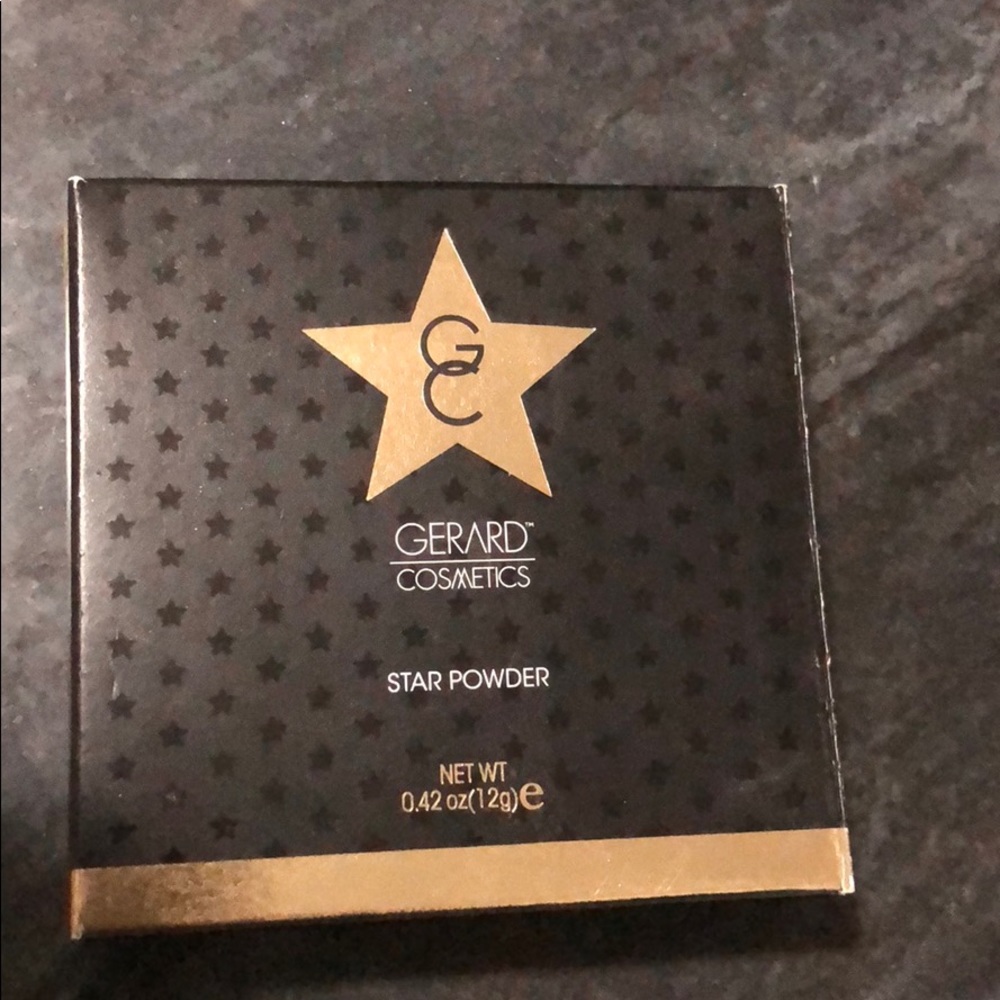 GC
GERARD™
COSMETICS
STAR POWDER
NET WT
0.42 oz(12g)e